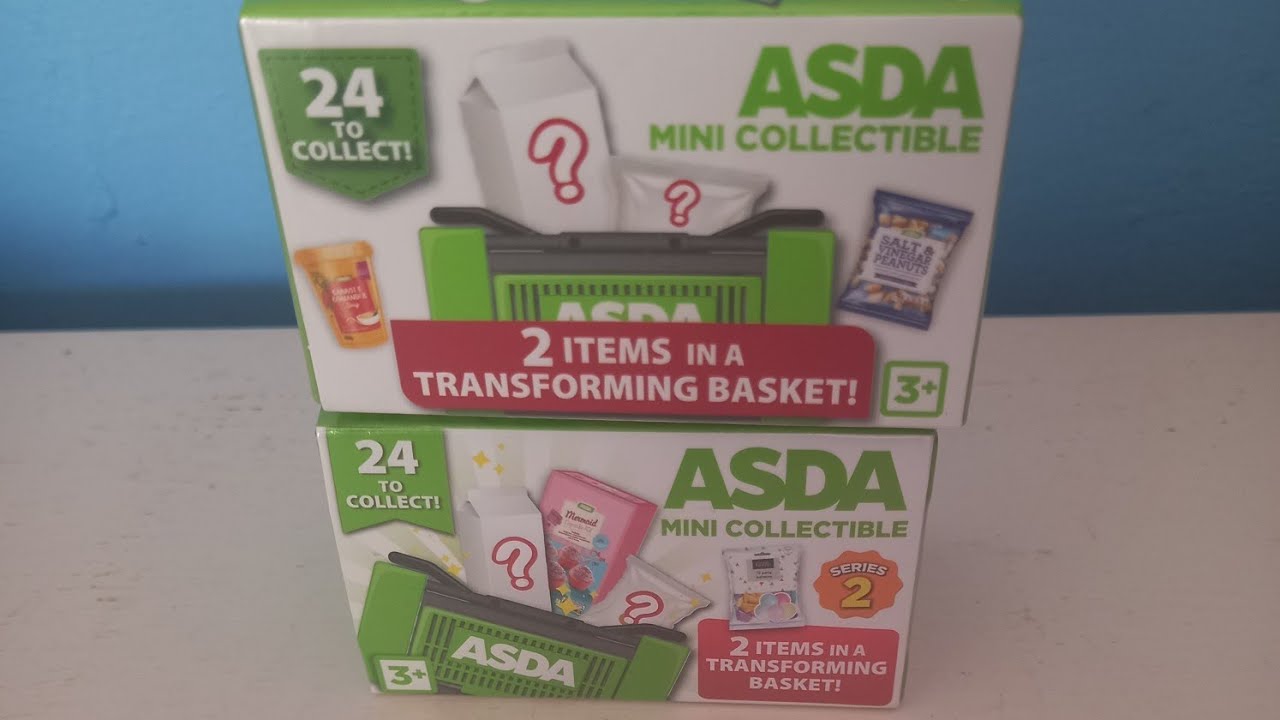 24
TO
COLLECT!
?
?
ASDA
MINI COLLECTIBLE
SALT &
VINEGAR
PEANUTS
ASDA
2 ITEMS IN A
TRANSFORMING BASKET!
3+
24
TO
COLLECT!
?
Mermaid
?
ASDA
MINI COLLECTIBLE
SERIES
2
ASDA
3+
2 ITEMS IN A
TRANSFORMING
BASKET!